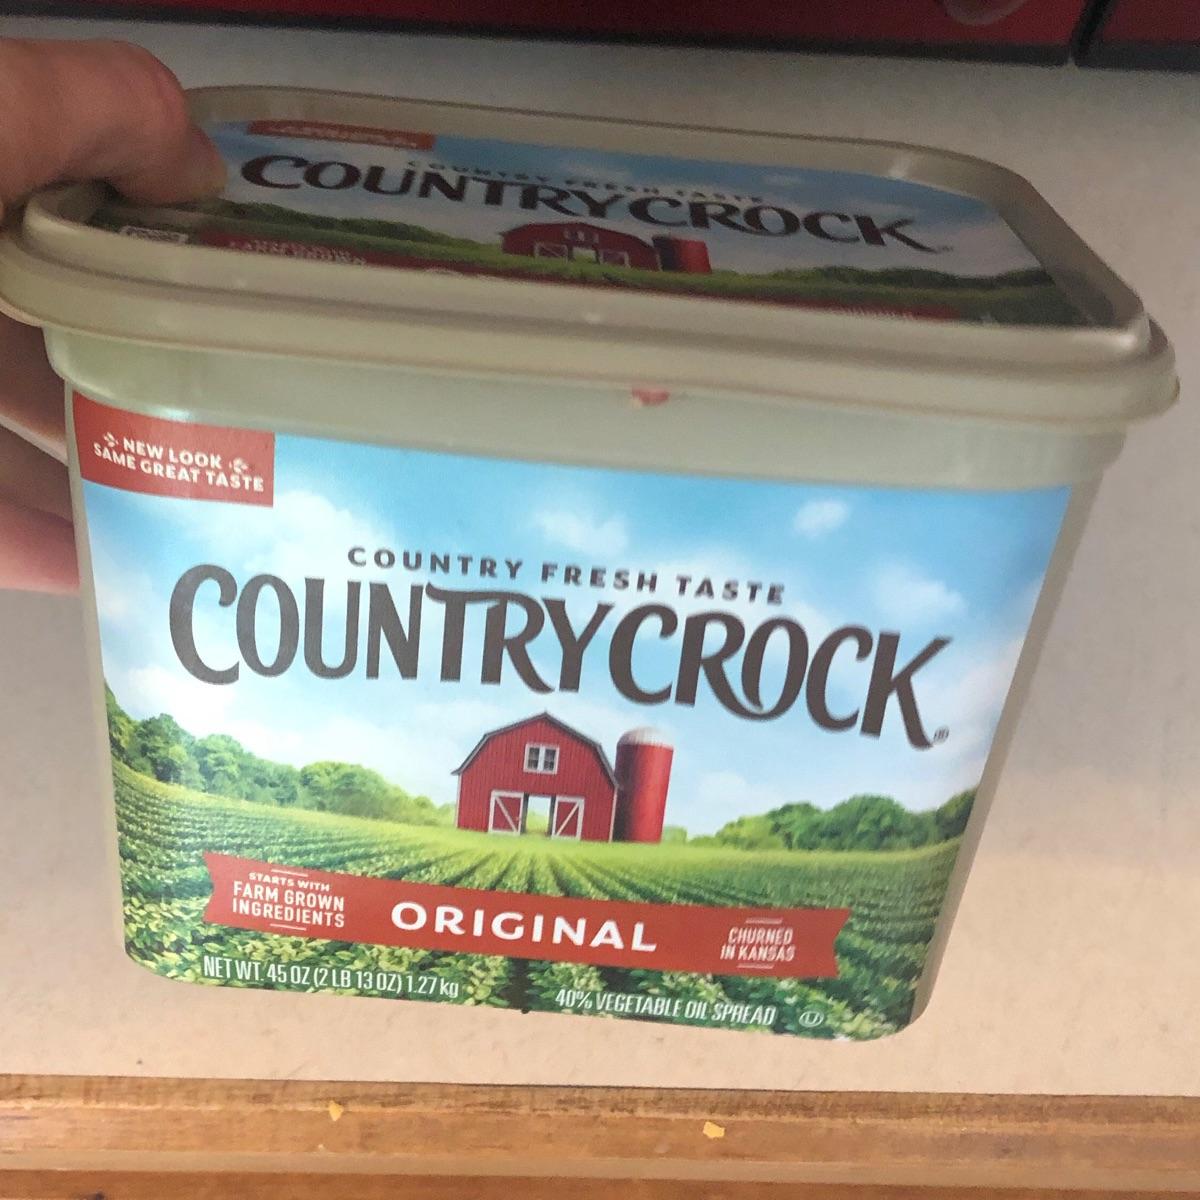 COUNTRY FRESH TASTE
COUNTRY CROCK
NEW LOOK
SAME GREAT TASTE
COUNTRY FRESH TASTE
COUNTRY CROCK®
STARTS WITH
FARM GROWN
INGREDIENTS
ORIGINAL
CHURNED
IN KANSAS
NET WT. 45 OZ (2 LB 13 OZ) 1.27 kg
40% VEGETABLE OIL SPREAD U